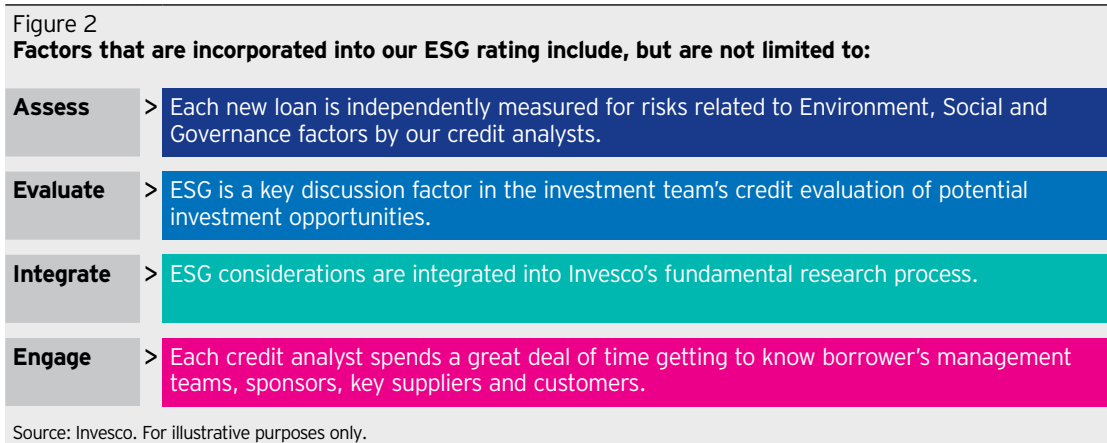 Figure 2
Factors that are incorporated into our ESG rating include, but are not limited to:
Assess > Each new loan is independently measured for risks related to Environment, Social and
Governance factors by our credit analysts.
Evaluate > ESG is a key discussion factor in the investment team’s credit evaluation of potential
investment opportunities.
Integrate > ESG considerations are integrated into Invesco’s fundamental research process.
Engage > Each credit analyst spends a great deal of time getting to know borrower’s management
teams, sponsors, key suppliers and customers.
Source: Invesco. For illustrative purposes only.